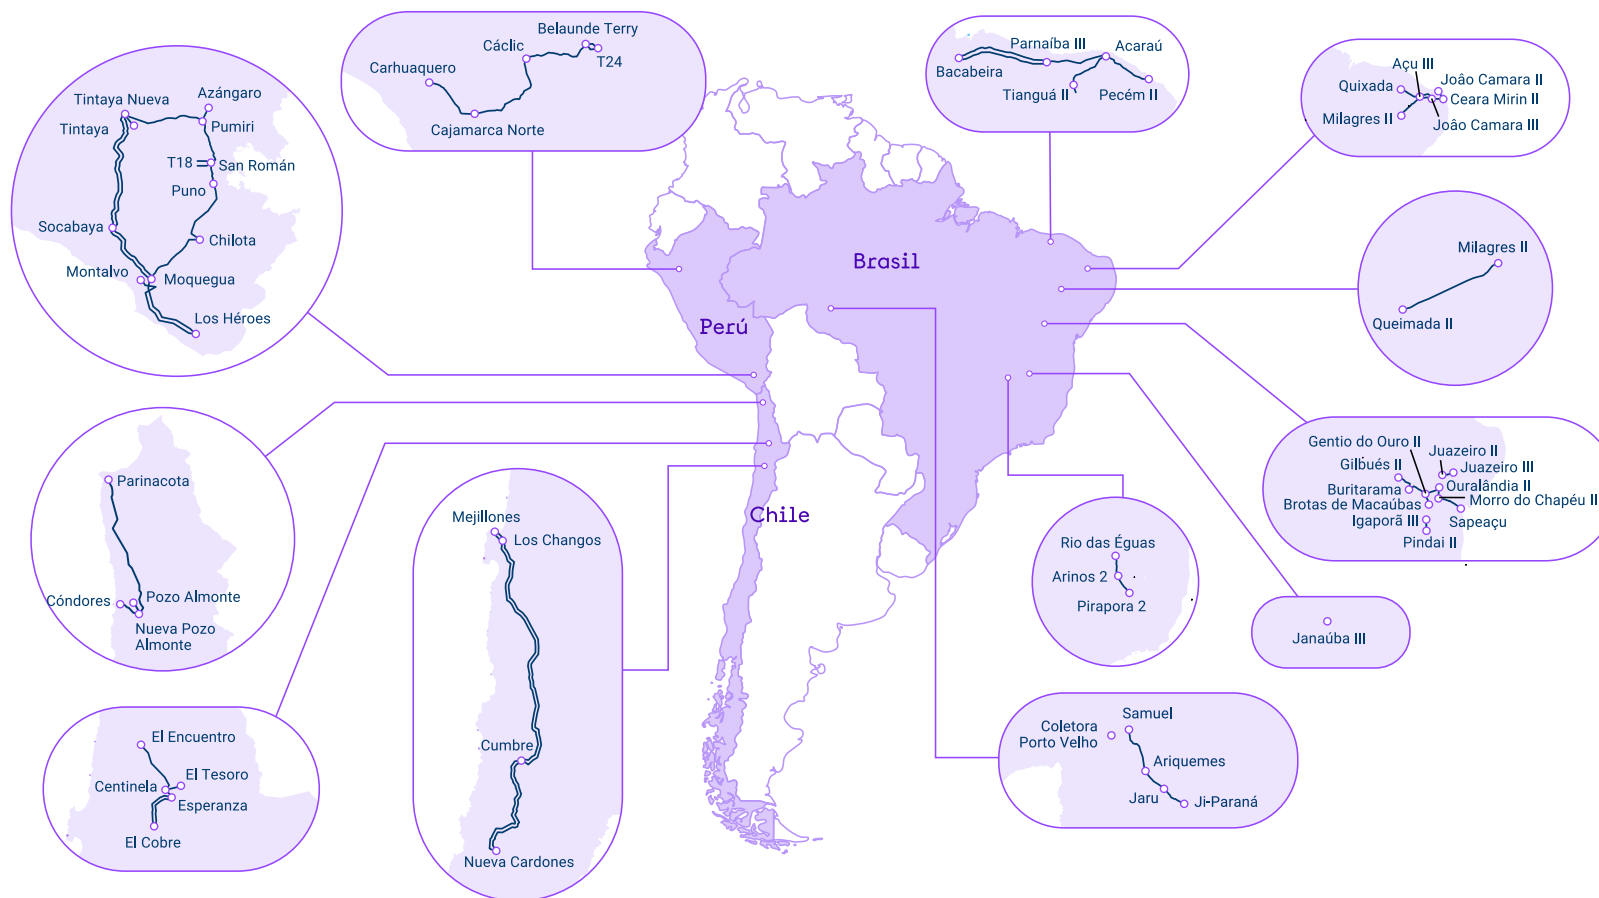 Belaunde Terry
Cáclic
T24
Carhuaquero
Cajamarca Norte
Parnaíba III
Acaraú
Bacabeira
Tianguá II
Pecém II
Açu III
Quixada
Joâo Camara II
Ceara Mirin II
Milagres II
Joâo Camara III
Tintaya Nueva
Azángaro
Tintaya
Pumiri
T18
San Román
Puno
Socabaya
Chilota
Montalvo
Moquegua
Los Héroes
Brasil
Perú
Chile
Milagres II
Queimada II
Gentio do Ouro II
Juazeiro II
Gilbués II
Juazeiro III
Buritarama
Ouralândia II
Brotas de Macaúbas
Morro do Chapéu II
Igaporã III
Sapeaçu
Pindai II
Parinacota
Cóndores
Pozo Almonte
Nueva Pozo
Almonte
Mejillones
Los Changos
Cumbre
Nueva Cardones
Rio das Éguas
Arinos 2
Pirapora 2
Janaúba III
El Encuentro
El Tesoro
Centinela
Esperanza
El Cobre
Samuel
Coletora
Porto Velho
Ariquemes
Jaru
Ji-Paraná